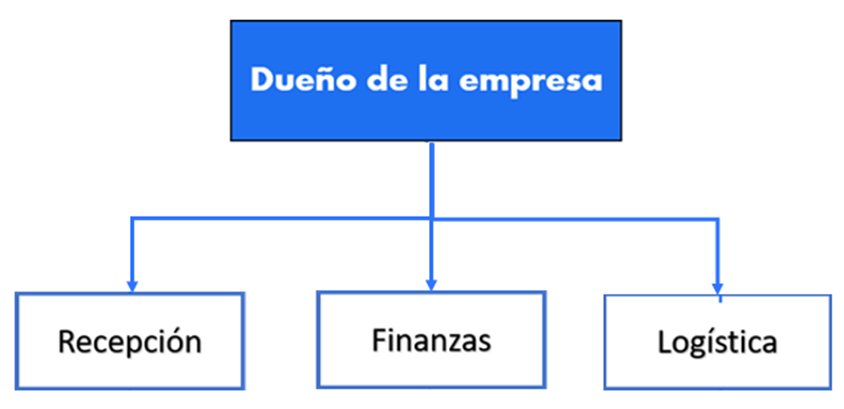 Dueño de la empresa
Recepción
Finanzas
Logística